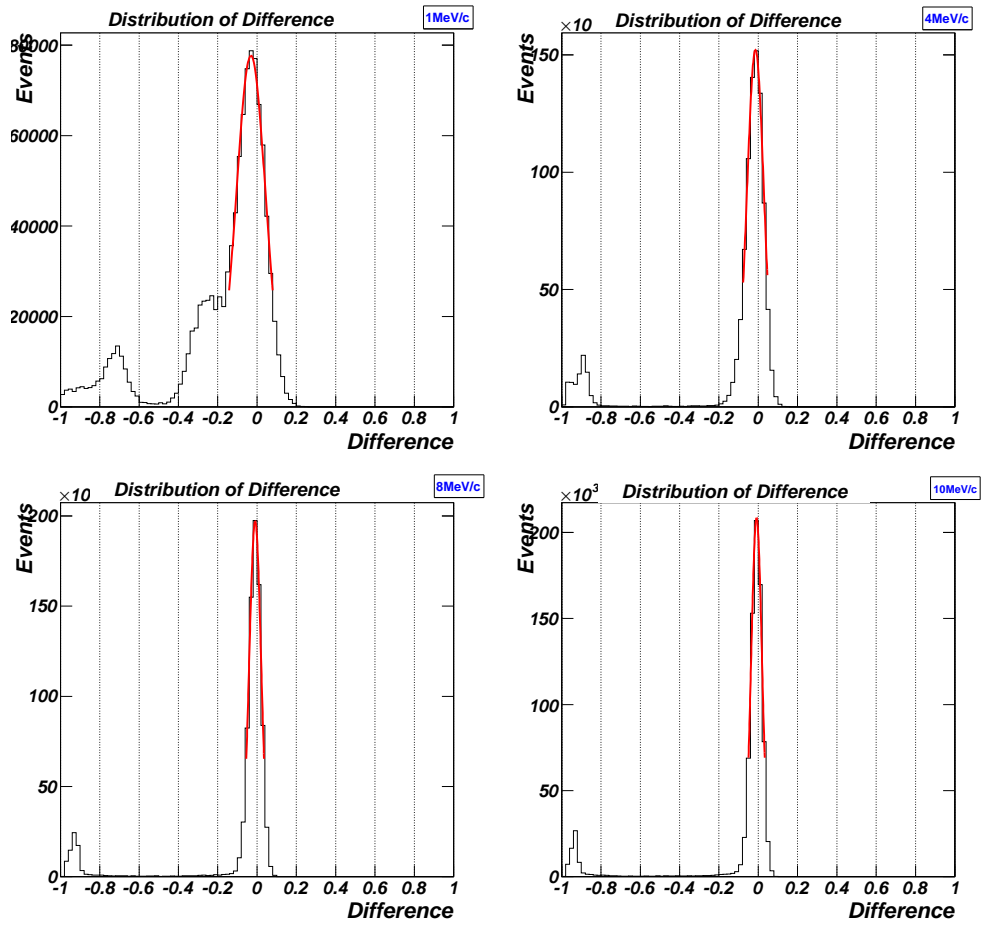 Distribution of Difference
1MeV/c
Events
80000
60000
40000
20000
0
-1 -0.8 -0.6 -0.4 -0.2 0 0.2 0.4 0.6 0.8 1
Difference
Distribution of Difference
4MeV/c
×10
Events
150
100
50
0
-1 -0.8 -0.6 -0.4 -0.2 0 0.2 0.4 0.6 0.8 1
Difference
Distribution of Difference
8MeV/c
×10
Events
200
150
100
50
0
-1 -0.8 -0.6 -0.4 -0.2 0 0.2 0.4 0.6 0.8 1
Difference
Distribution of Difference
10MeV/c
×10³
Events
200
150
100
50
0
-1 -0.8 -0.6 -0.4 -0.2 0 0.2 0.4 0.6 0.8 1
Difference